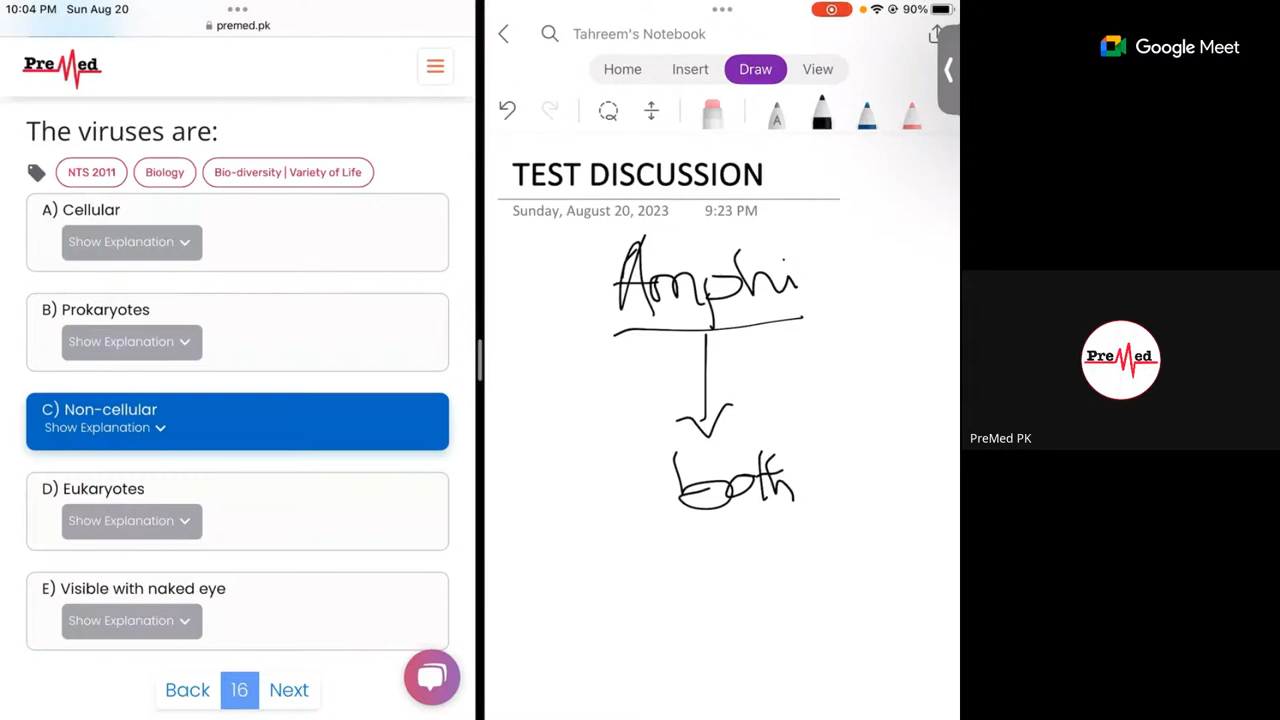 10:04 PM Sun Aug 20
premed.pk
PreMed
The viruses are:
NTS 2011
Biology
Bio-diversity | Variety of Life
A) Cellular
Show Explanation
B) Prokaryotes
Show Explanation
C) Non-cellular
Show Explanation
D) Eukaryotes
Show Explanation
E) Visible with naked eye
Show Explanation
Back 16 Next
90%
Tahreem's Notebook
Home Insert Draw View
A
TEST DISCUSSION
Sunday, August 20, 2023 9:23 PM
Amphi
both
Google Meet
PreMed
PreMed PK